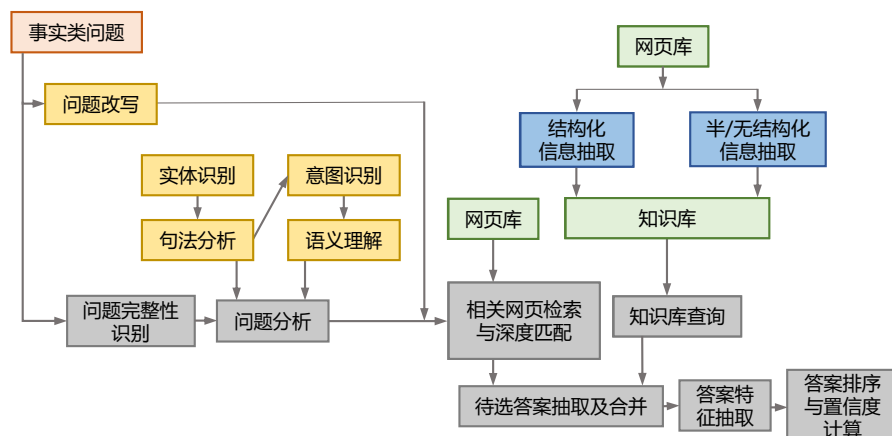 事实类问题
网页库
问题改写
结构化
信息抽取
半/无结构化
信息抽取
实体识别
意图识别
网页库
知识库
句法分析
语义理解
问题完整性
识别
问题分析
相关网页检索
与深度匹配
知识库查询
待选答案抽取及合并
答案特
征抽取
答案排序
与置信度
计算